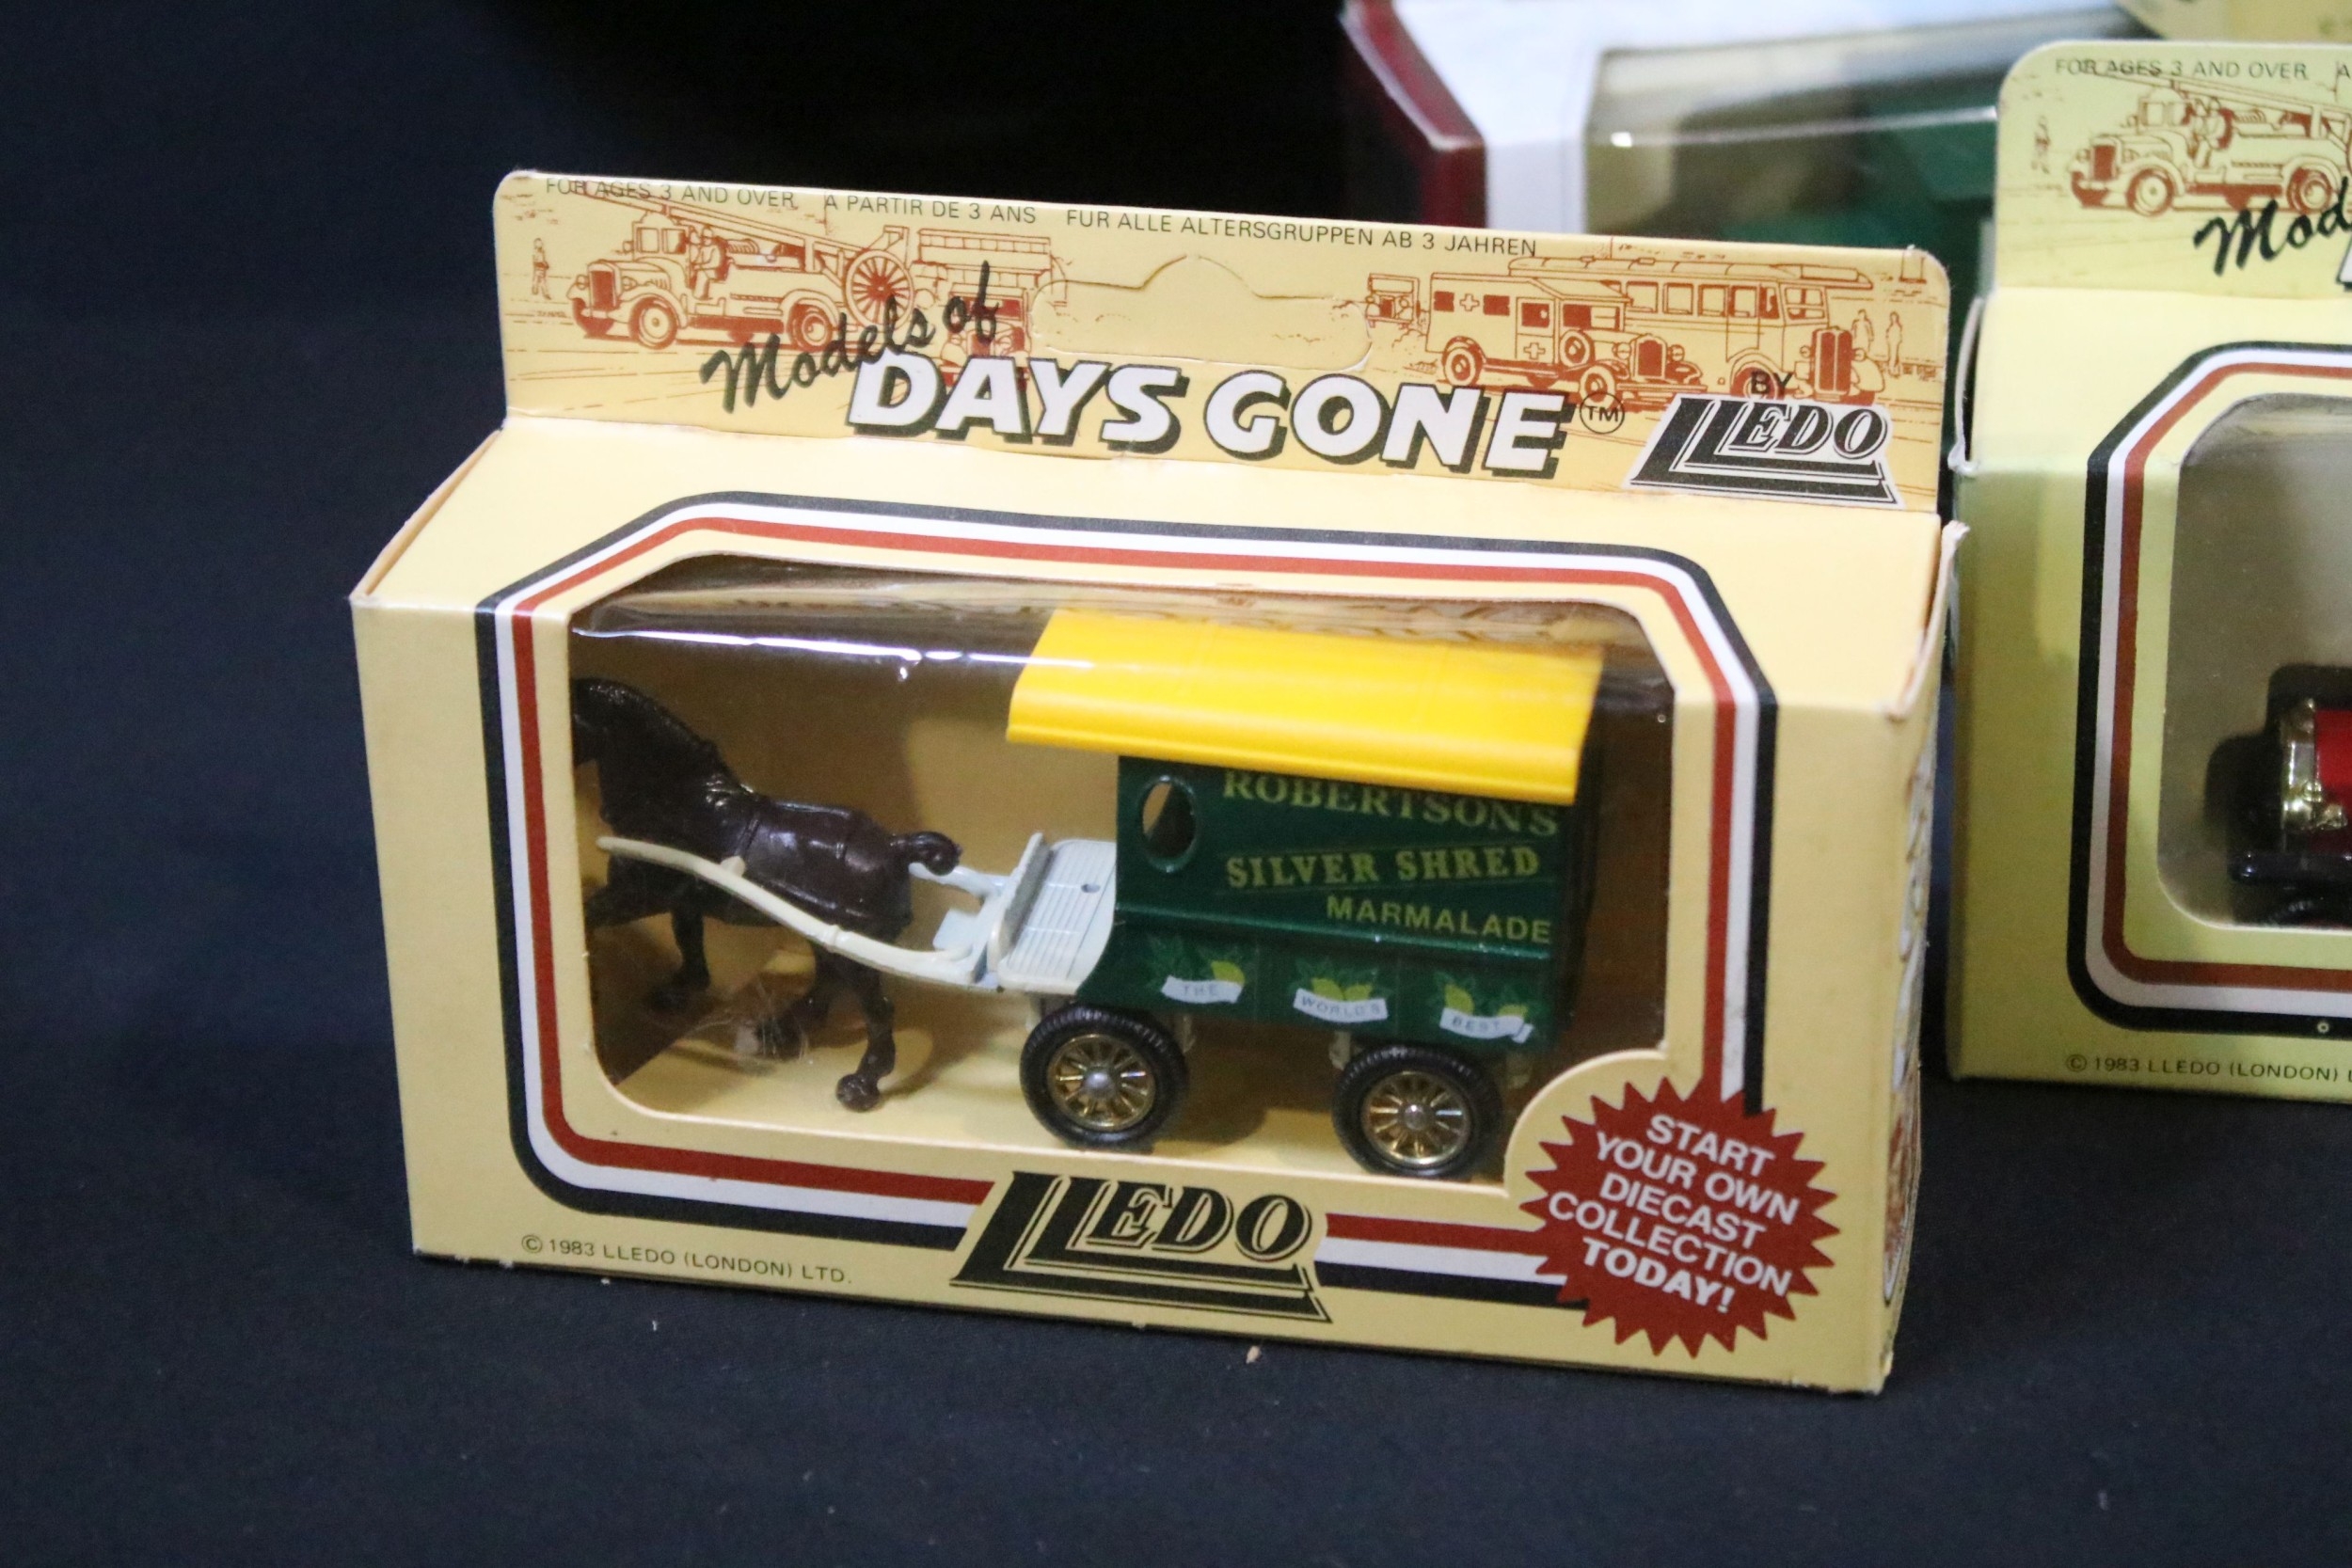 FOR AGES 3 AND OVER A PARTIR DE 3 ANS FUR ALLE ALTERSGRUPPEN AB 3 JAHREN
Models of
DAYS GONE™
BY
LLEDO
ROBERTSON'S
SILVER SHRED
MARMALADE
THE WORLD'S BEST
START
YOUR OWN
DIECAST
COLLECTION
TODAY!
LLEDO
© 1983 LLEDO (LONDON) LTD.
FOR AGES 3 AND OVER
© 1983 LLEDO (LONDON)